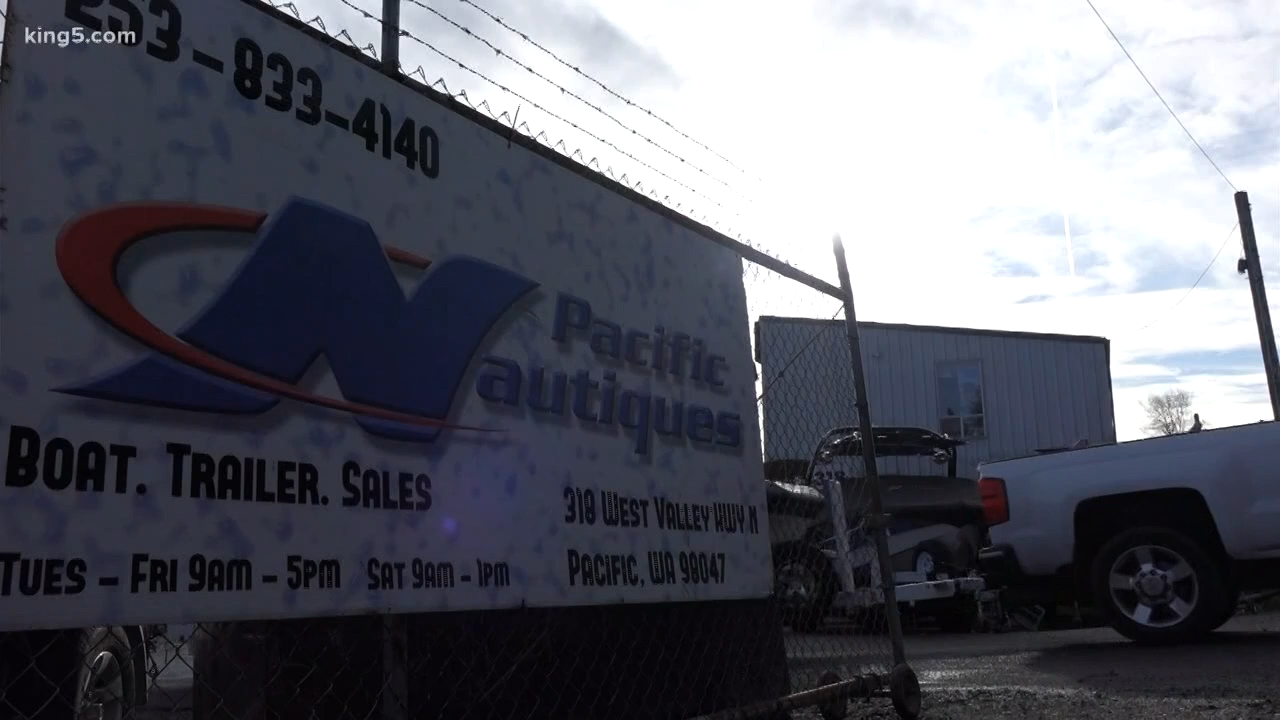 king5.com
253-833-4140
Pacific
Nautiques
BOAT. TRAILER. SALES
318 WEST VALLEY HWY N
PACIFIC, WA 98047
TUES - FRI 9AM - 5PM SAT 9AM - 1PM